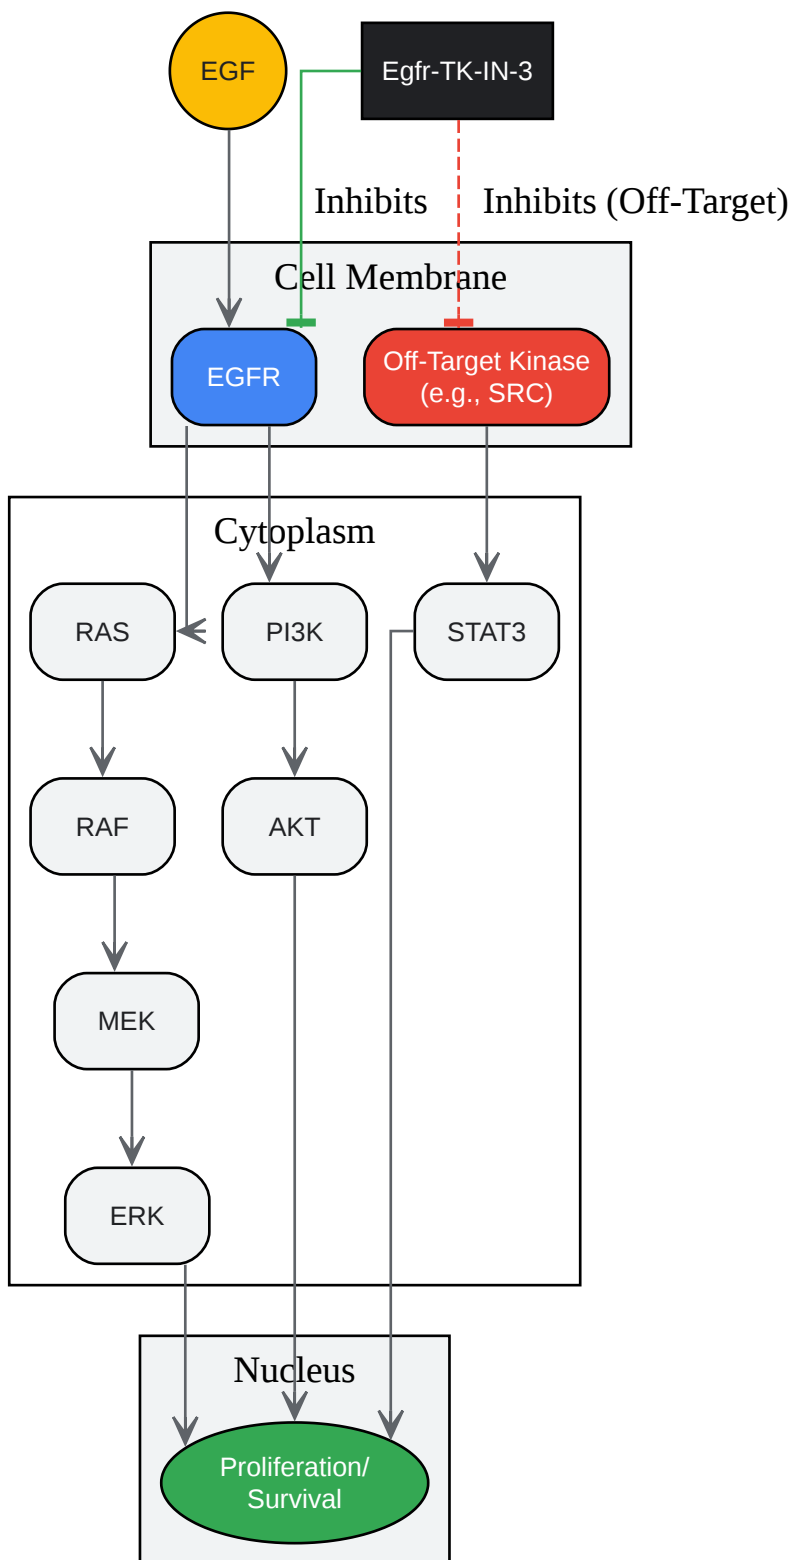 EGF
Egfr-TK-IN-3
Inhibits
Inhibits (Off-Target)
Cell Membrane
EGFR
Off-Target Kinase
(e.g., SRC)
Cytoplasm
RAS
PI3K
STAT3
RAF
AKT
MEK
ERK
Nucleus
Proliferation/
Survival